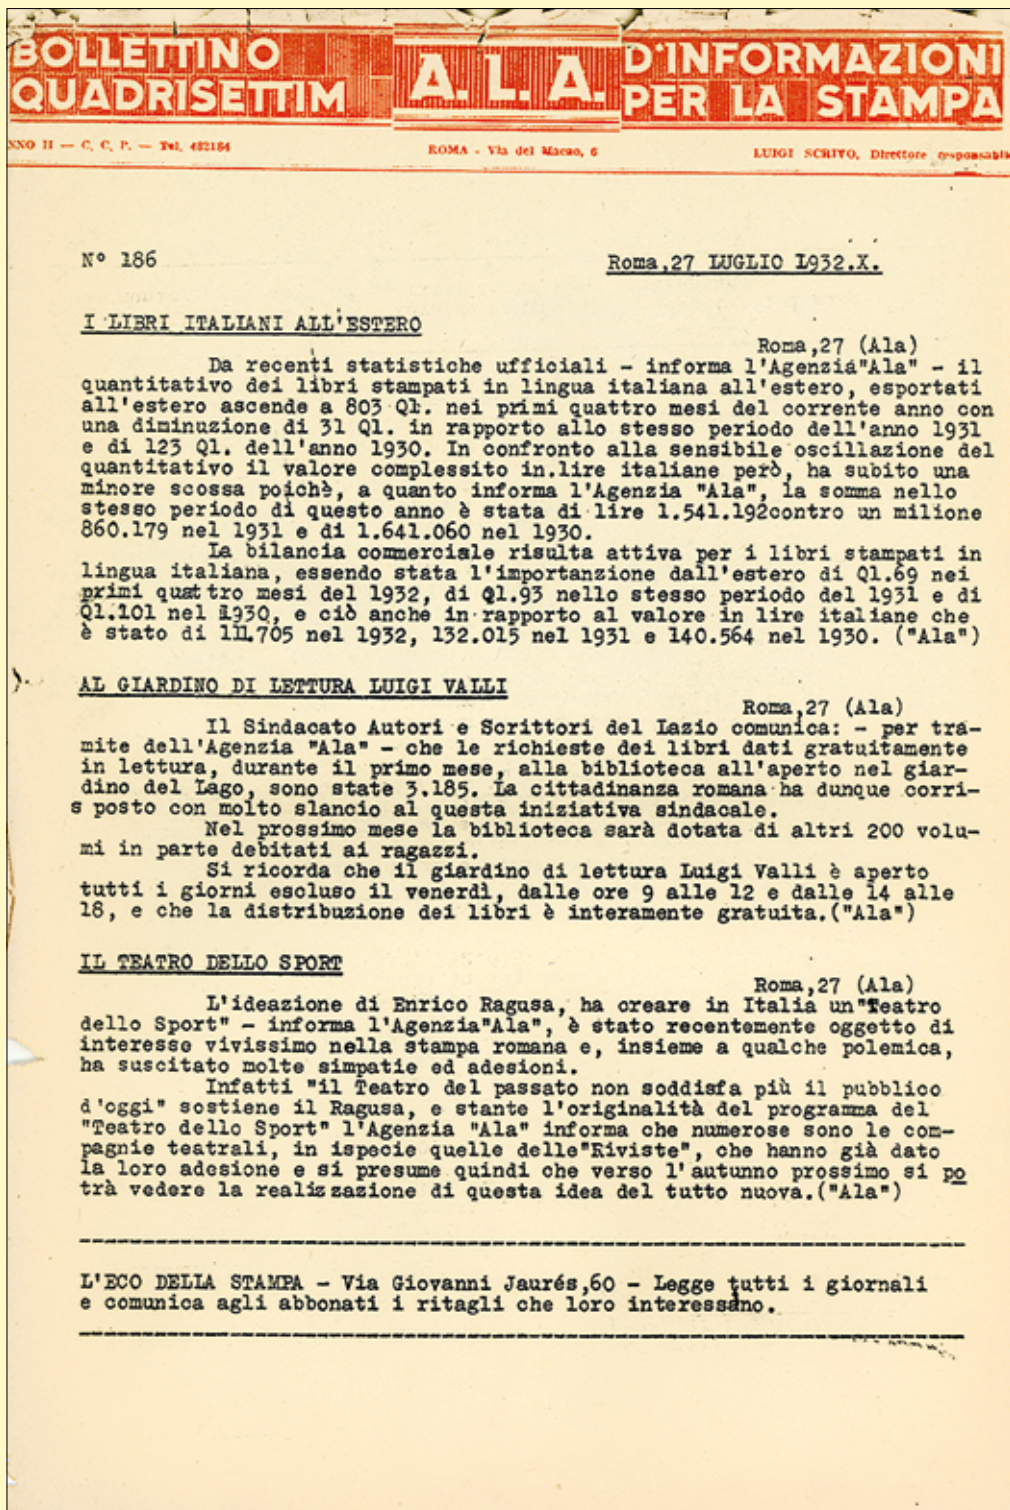 BOLLETTINO
QUADRISETTIM
A. L. A.
D'INFORMAZIONI
PER LA STAMPA
NNO II — C. C. P. — Tel. 482184
ROMA - Via del Macao, 6
LUIGI SCRIVO, Direttore responsabile
N° 186
Roma,27 LUGLIO 1932.X.
I LIBRI ITALIANI ALL'ESTERO
Roma,27 (Ala)
Da recenti statistiche ufficiali - informa l'Agenzia"Ala" - il
quantitativo dei libri stampati in lingua italiana all'estero, esportati
all'estero ascende a 803 Ql. nei primi quattro mesi del corrente anno con
una diminuzione di 31 Ql. in rapporto allo stesso periodo dell'anno 1931
e di 123 Ql. dell'anno 1930. In confronto alla sensibile oscillazione del
quantitativo il valore complessito in.lire italiane però, ha subito una
minore scossa poichè, a quanto informa l'Agenzia "Ala", la somma nello
stesso periodo di questo anno è stata di lire 1.541.192contro un milione
860.179 nel 1931 e di 1.641.060 nel 1930.
La bilancia commerciale risulta attiva per i libri stampati in
lingua italiana, essendo stata l'importanzione dall'estero di Ql.69 nei
primi quattro mesi del 1932, di Ql.93 nello stesso periodo del 1931 e di
Ql.101 nel 1930, e ciò anche in rapporto al valore in lire italiane che
è stato di 111.705 nel 1932, 132.015 nel 1931 e 140.564 nel 1930. ("Ala")
AL GIARDINO DI LETTURA LUIGI VALLI
Roma,27 (Ala)
Il Sindacato Autori e Scrittori del Lazio comunica: - per tra-
mite dell'Agenzia "Ala" - che le richieste dei libri dati gratuitamente
in lettura, durante il primo mese, alla biblioteca all'aperto nel giar-
dino del Lago, sono state 3.185. La cittadinanza romana ha dunque corri-
s posto con molto slancio al questa iniziativa sindacale.
Nel prossimo mese la biblioteca sarà dotata di altri 200 volu-
mi in parte debitati ai ragazzi.
Si ricorda che il giardino di lettura Luigi Valli è aperto
tutti i giorni escluso il venerdì, dalle ore 9 alle 12 e dalle 14 alle
18, e che la distribuzione dei libri è interamente gratuita.("Ala")
IL TEATRO DELLO SPORT
Roma,27 (Ala)
L'ideazione di Enrico Ragusa, ha creare in Italia un"Teatro
dello Sport" - informa l'Agenzia"Ala", è stato recentemente oggetto di
interesse vivissimo nella stampa romana e, insieme a qualche polemica,
ha suscitato molte simpatie ed adesioni.
Infatti "il Teatro del passato non soddisfa più il pubblico
d'oggi" sostiene il Ragusa, e stante l'originalità del programma del
"Teatro dello Sport" l'Agenzia "Ala" informa che numerose sono le com-
pagnie teatrali, in ispecie quelle delle"Riviste", che hanno già dato
la loro adesione e si presume quindi che verso l'autunno prossimo si po
trà vedere la realizzazione di questa idea del tutto nuova.("Ala")
L'ECO DELLA STAMPA - Via Giovanni Jaurés,60 - Legge tutti i giornali
e comunica agli abbonati i ritagli che loro interessano.